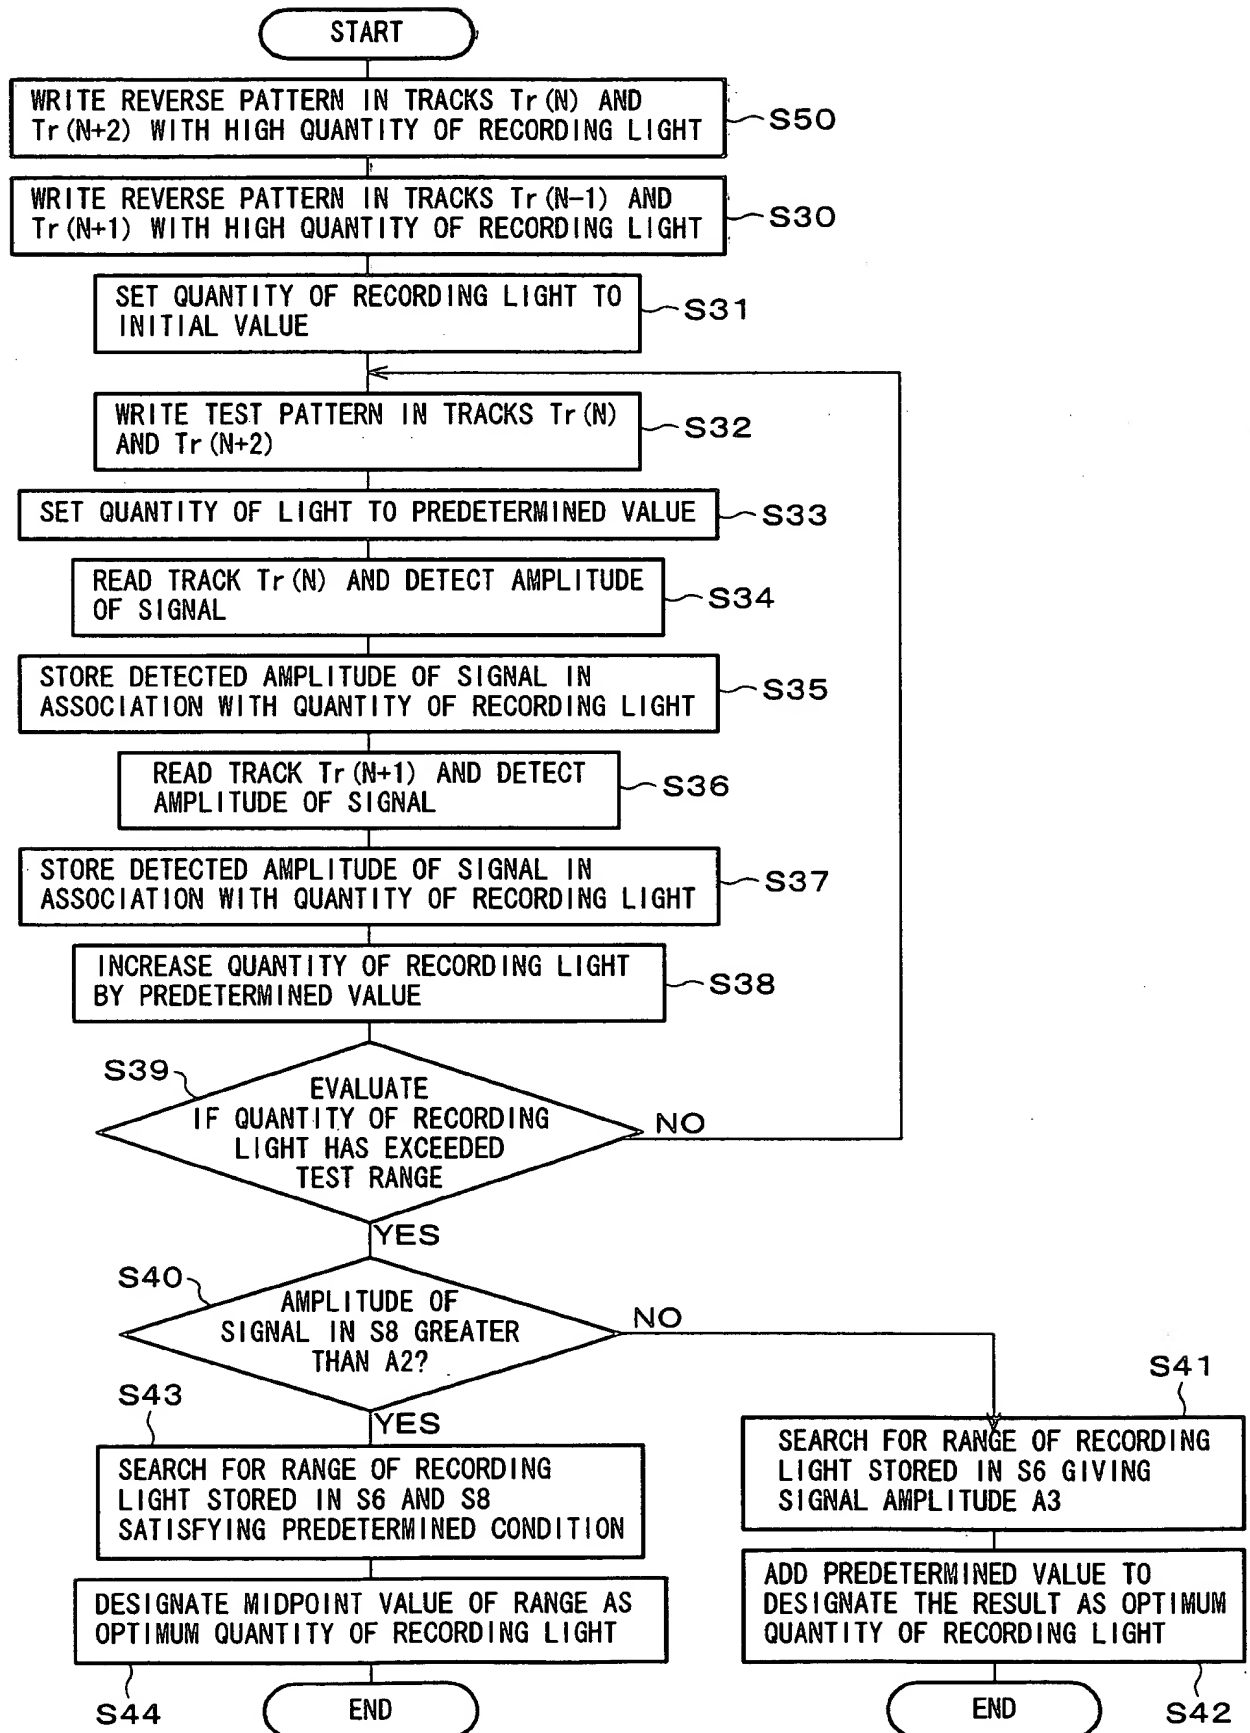 START
WRITE REVERSE PATTERN IN TRACKS Tr(N) AND
Tr(N+2) WITH HIGH QUANTITY OF RECORDING LIGHT
S50
WRITE REVERSE PATTERN IN TRACKS Tr(N-1) AND
Tr(N+1) WITH HIGH QUANTITY OF RECORDING LIGHT
S30
SET QUANTITY OF RECORDING LIGHT TO
INITIAL VALUE
S31
WRITE TEST PATTERN IN TRACKS Tr(N)
AND Tr(N+2)
S32
SET QUANTITY OF LIGHT TO PREDETERMINED VALUE
S33
READ TRACK Tr(N) AND DETECT AMPLITUDE
OF SIGNAL
S34
STORE DETECTED AMPLITUDE OF SIGNAL IN
ASSOCIATION WITH QUANTITY OF RECORDING LIGHT
S35
READ TRACK Tr(N+1) AND DETECT
AMPLITUDE OF SIGNAL
S36
STORE DETECTED AMPLITUDE OF SIGNAL IN
ASSOCIATION WITH QUANTITY OF RECORDING LIGHT
S37
INCREASE QUANTITY OF RECORDING LIGHT
BY PREDETERMINED VALUE
S38
S39
EVALUATE
IF QUANTITY OF RECORDING
LIGHT HAS EXCEEDED
TEST RANGE
NO
YES
S40
AMPLITUDE OF
SIGNAL IN S8 GREATER
THAN A2?
NO
YES
S43
SEARCH FOR RANGE OF RECORDING
LIGHT STORED IN S6 AND S8
SATISFYING PREDETERMINED CONDITION
DESIGNATE MIDPOINT VALUE OF RANGE AS
OPTIMUM QUANTITY OF RECORDING LIGHT
S44
END
S41
SEARCH FOR RANGE OF RECORDING
LIGHT STORED IN S6 GIVING
SIGNAL AMPLITUDE A3
ADD PREDETERMINED VALUE TO
DESIGNATE THE RESULT AS OPTIMUM
QUANTITY OF RECORDING LIGHT
S42
END